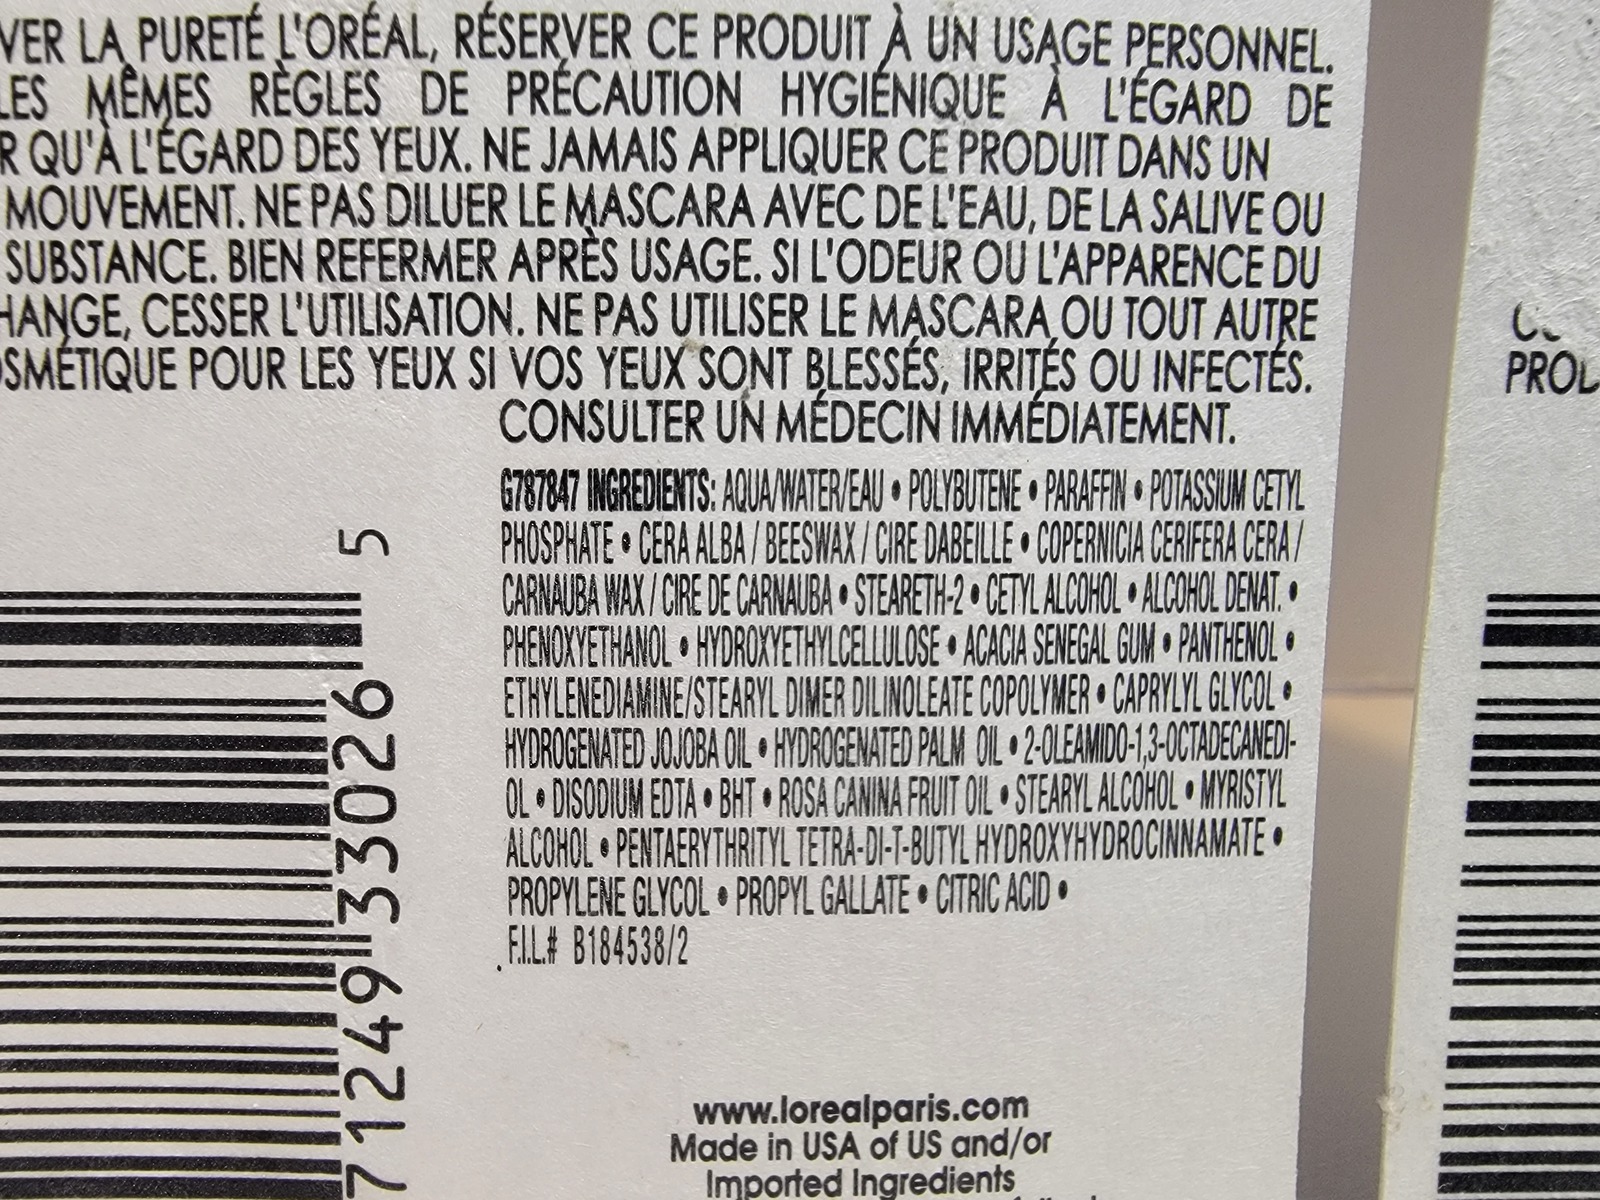 VER LA PURETÉ L'ORÉAL, RÉSERVER CE PRODUIT À UN USAGE PERSONNEL.
LES MÊMES RÈGLES DE PRÉCAUTION HYGIÉNIQUE À L'ÉGARD DE
R QU'À L'ÉGARD DES YEUX. NE JAMAIS APPLIQUER CE PRODUIT DANS UN
MOUVEMENT. NE PAS DILUER LE MASCARA AVEC DE L'EAU, DE LA SALIVE OU
SUBSTANCE. BIEN REFERMER APRÈS USAGE. SI L'ODEUR OU L'APPARENCE DU
HANGE, CESSER L'UTILISATION. NE PAS UTILISER LE MASCARA OU TOUT AUTRE
OSMÉTIQUE POUR LES YEUX SI VOS YEUX SONT BLESSÉS, IRRITÉS OU INFECTÉS.
CONSULTER UN MÉDECIN IMMÉDIATEMENT.
G787847 INGREDIENTS: AQUA/WATER/EAU • POLYBUTENE • PARAFFIN • POTASSIUM CETYL
PHOSPHATE • CERA ALBA / BEESWAX / CIRE DABEILLE • COPERNICIA CERIFERA CERA /
CARNAUBA WAX / CIRE DE CARNAUBA • STEARETH-2 • CETYL ALCOHOL • ALCOHOL DENAT. •
PHENOXYETHANOL • HYDROXYETHYLCELLULOSE • ACACIA SENEGAL GUM • PANTHENOL •
ETHYLENEDIAMINE/STEARYL DIMER DILINOLEATE COPOLYMER • CAPRYLYL GLYCOL •
HYDROGENATED JOJOBA OIL • HYDROGENATED PALM OIL • 2-OLEAMIDO-1,3-OCTADECANEDI-
OL • DISODIUM EDTA • BHT • ROSA CANINA FRUIT OIL • STEARYL ALCOHOL • MYRISTYL
ALCOHOL • PENTAERYTHRITYL TETRA-DI-T-BUTYL HYDROXYHYDROCINNAMATE •
PROPYLENE GLYCOL • PROPYL GALLATE • CITRIC ACID •
F.I.L.# B184538/2
71249 33026 5
www.lorealparis.com
Made in USA of US and/or
Imported Ingredients
PROD